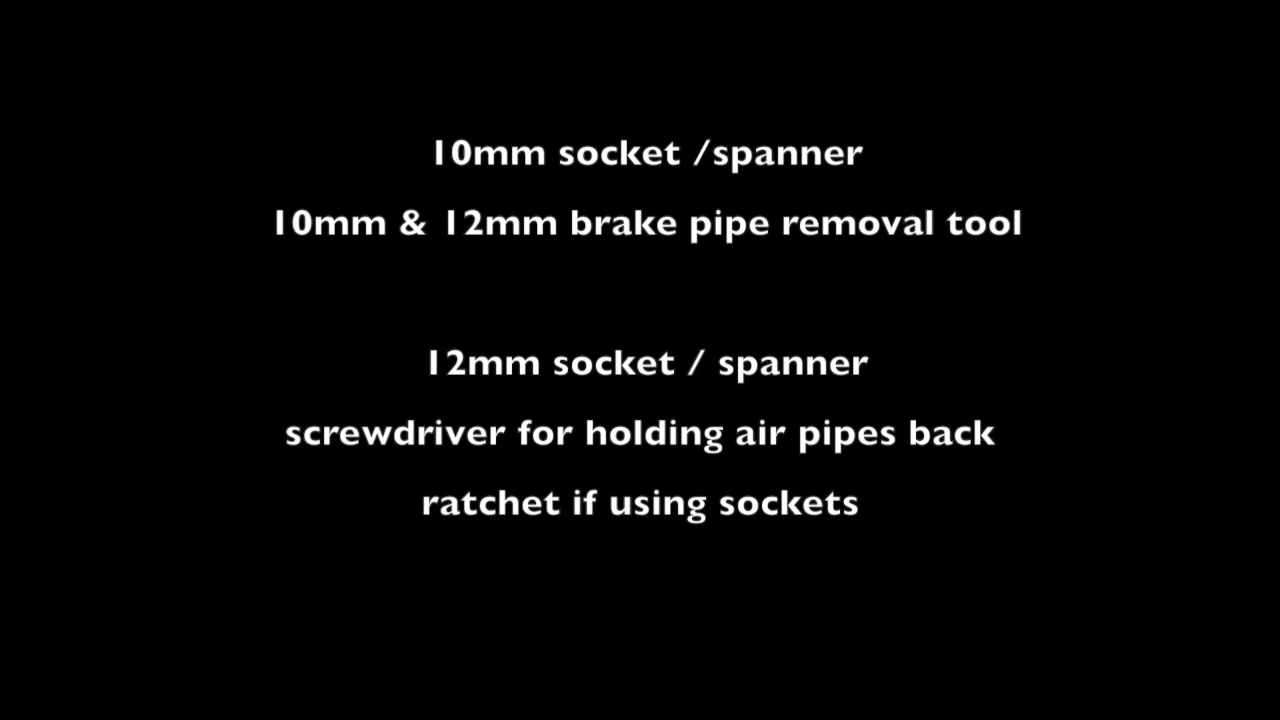 10mm socket /spanner
10mm & 12mm brake pipe removal tool
12mm socket / spanner
screwdriver for holding air pipes back
ratchet if using sockets